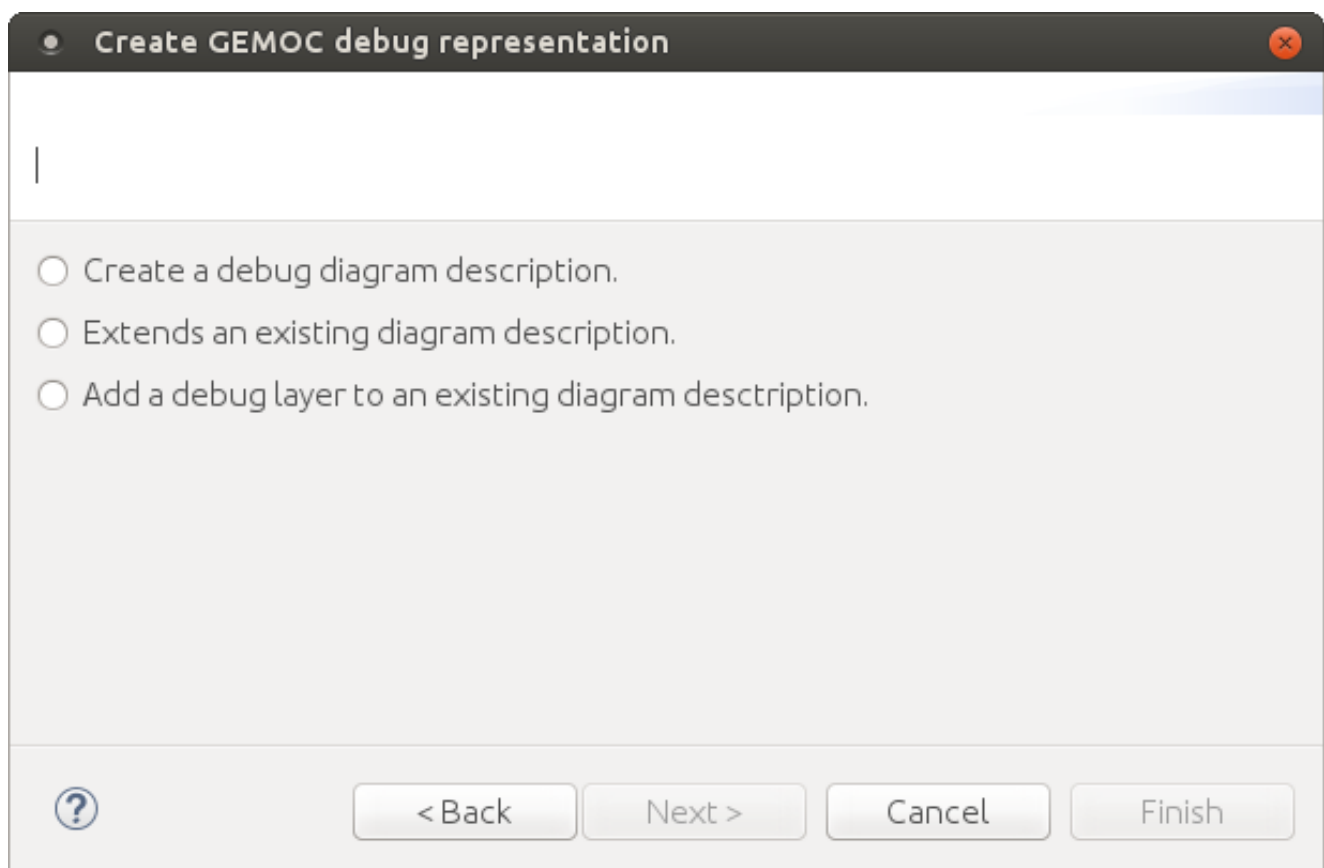 Create GEMOC debug representation
Create a debug diagram description.
Extends an existing diagram description.
Add a debug layer to an existing diagram desctription.
?
< Back
Next >
Cancel
Finish